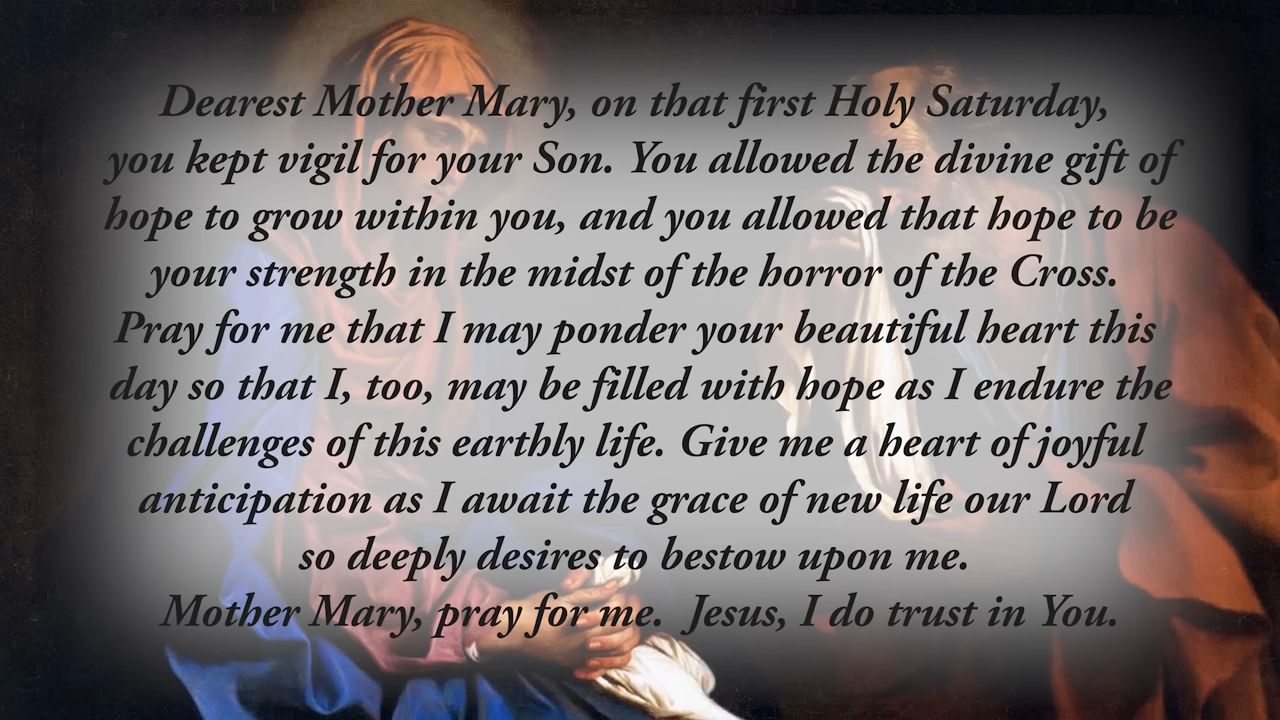 Dearest Mother Mary, on that first Holy Saturday,
you kept vigil for your Son. You allowed the divine gift of
hope to grow within you, and you allowed that hope to be
your strength in the midst of the horror of the Cross.
Pray for me that I may ponder your beautiful heart this
day so that I, too, may be filled with hope as I endure the
challenges of this earthly life. Give me a heart of joyful
anticipation as I await the grace of new life our Lord
so deeply desires to bestow upon me.
Mother Mary, pray for me. Jesus, I do trust in You.